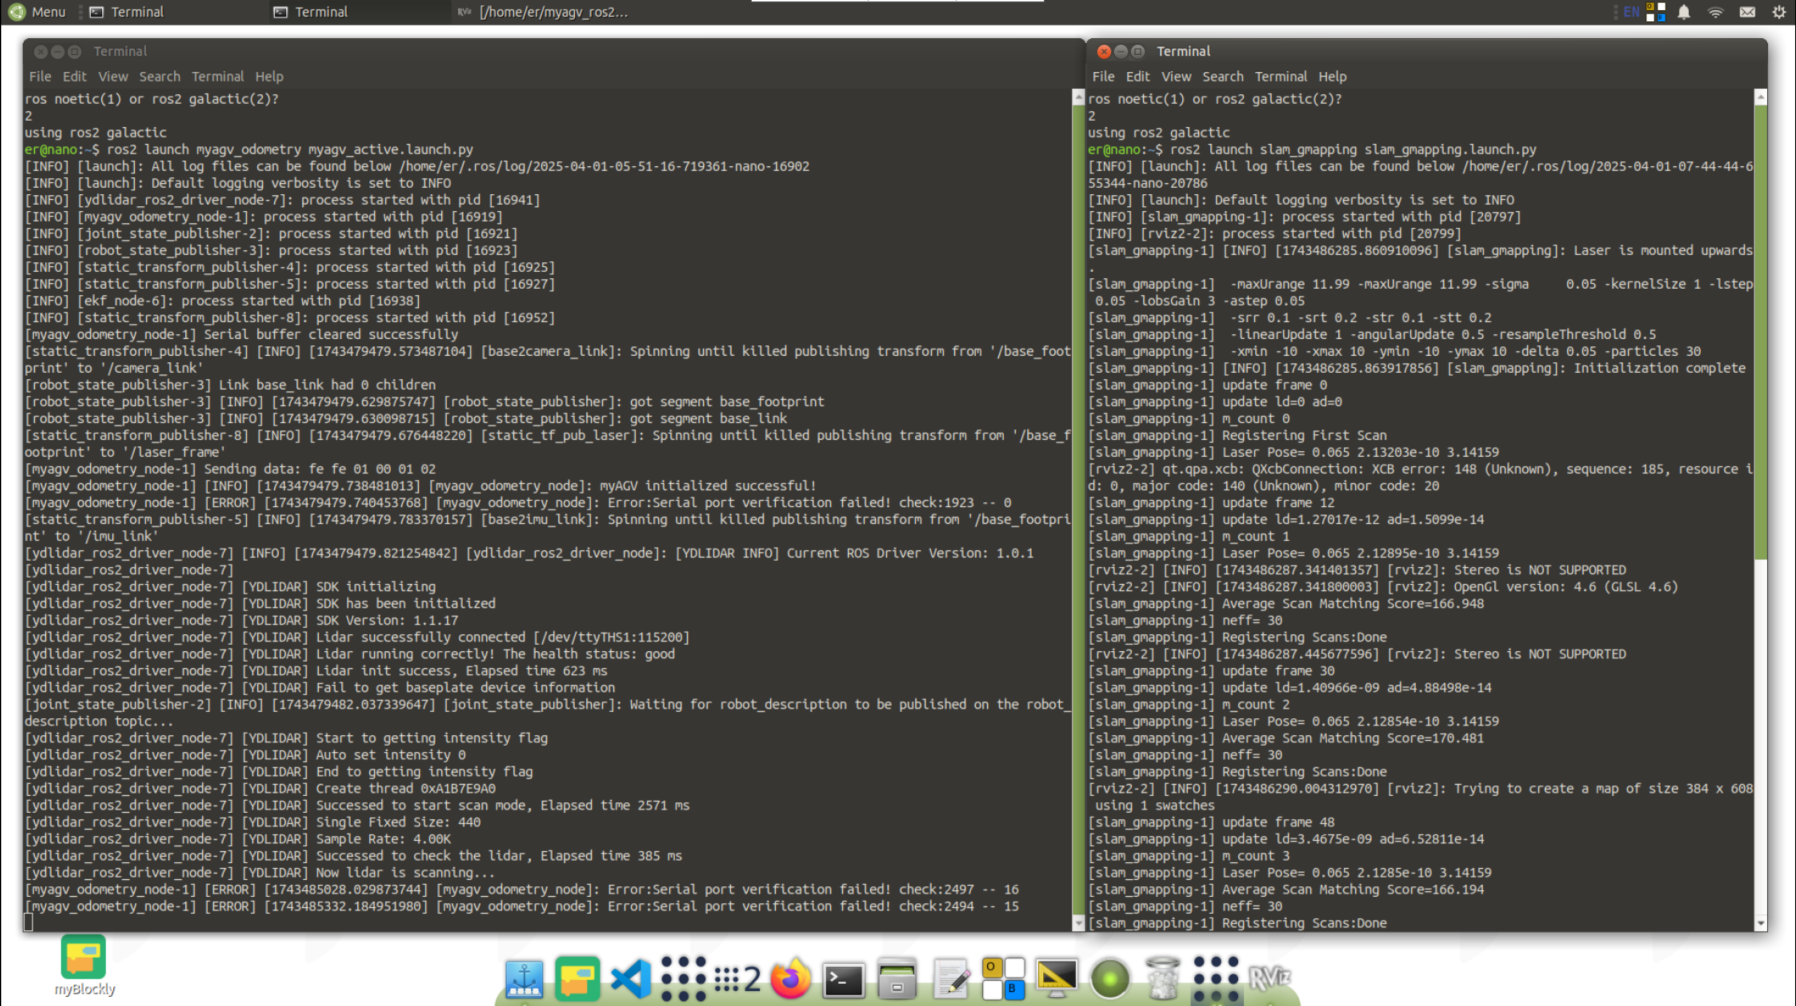 Menu
Terminal
Terminal
[/home/er/myagv_ros2...
EN
Terminal
File Edit View Search Terminal Help
ros noetic(1) or ros2 galactic(2)?
2
using ros2 galactic
er@nano:~$ ros2 launch myagv_odometry myagv_active.launch.py
[INFO] [launch]: All log files can be found below /home/er/.ros/log/2025-04-01-05-51-16-719361-nano-16902
[INFO] [launch]: Default logging verbosity is set to INFO
[INFO] [ydlidar_ros2_driver_node-7]: process started with pid [16941]
[INFO] [myagv_odometry_node-1]: process started with pid [16919]
[INFO] [joint_state_publisher-2]: process started with pid [16921]
[INFO] [robot_state_publisher-3]: process started with pid [16923]
[INFO] [static_transform_publisher-4]: process started with pid [16925]
[INFO] [static_transform_publisher-5]: process started with pid [16927]
[INFO] [ekf_node-6]: process started with pid [16938]
[INFO] [static_transform_publisher-8]: process started with pid [16952]
[myagv_odometry_node-1] Serial buffer cleared successfully
[static_transform_publisher-4] [INFO] [1743479479.573487104] [base2camera_link]: Spinning until killed publishing transform from '/base_foot
print' to '/camera_link'
[robot_state_publisher-3] Link base_link had 0 children
[robot_state_publisher-3] [INFO] [1743479479.629875747] [robot_state_publisher]: got segment base_footprint
[robot_state_publisher-3] [INFO] [1743479479.630098715] [robot_state_publisher]: got segment base_link
[static_transform_publisher-8] [INFO] [1743479479.676448220] [static_tf_pub_laser]: Spinning until killed publishing transform from '/base_f
ootprint' to '/laser_frame'
[myagv_odometry_node-1] Sending data: fe fe 01 00 01 02
[myagv_odometry_node-1] [INFO] [1743479479.738481013] [myagv_odometry_node]: myAGV initialized successful!
[myagv_odometry_node-1] [ERROR] [1743479479.740453768] [myagv_odometry_node]: Error:Serial port verification failed! check:1923 -- 0
[static_transform_publisher-5] [INFO] [1743479479.783370157] [base2imu_link]: Spinning until killed publishing transform from '/base_footpri
nt' to '/imu_link'
[ydlidar_ros2_driver_node-7] [INFO] [1743479479.821254842] [ydlidar_ros2_driver_node]: [YDLIDAR INFO] Current ROS Driver Version: 1.0.1
[ydlidar_ros2_driver_node-7]
[ydlidar_ros2_driver_node-7] [YDLIDAR] SDK initializing
[ydlidar_ros2_driver_node-7] [YDLIDAR] SDK has been initialized
[ydlidar_ros2_driver_node-7] [YDLIDAR] SDK Version: 1.1.17
[ydlidar_ros2_driver_node-7] [YDLIDAR] Lidar successfully connected [/dev/ttyTHS1:115200]
[ydlidar_ros2_driver_node-7] [YDLIDAR] Lidar running correctly! The health status: good
[ydlidar_ros2_driver_node-7] [YDLIDAR] Lidar init success, Elapsed time 623 ms
[ydlidar_ros2_driver_node-7] [YDLIDAR] Fail to get baseplate device information
[joint_state_publisher-2] [INFO] [1743479482.037339647] [joint_state_publisher]: Waiting for robot_description to be published on the robot_
description topic...
[ydlidar_ros2_driver_node-7] [YDLIDAR] Start to getting intensity flag
[ydlidar_ros2_driver_node-7] [YDLIDAR] Auto set intensity 0
[ydlidar_ros2_driver_node-7] [YDLIDAR] End to getting intensity flag
[ydlidar_ros2_driver_node-7] [YDLIDAR] Create thread 0xA1B7E9A0
[ydlidar_ros2_driver_node-7] [YDLIDAR] Successed to start scan mode, Elapsed time 2571 ms
[ydlidar_ros2_driver_node-7] [YDLIDAR] Single Fixed Size: 440
[ydlidar_ros2_driver_node-7] [YDLIDAR] Sample Rate: 4.00K
[ydlidar_ros2_driver_node-7] [YDLIDAR] Successed to check the lidar, Elapsed time 385 ms
[ydlidar_ros2_driver_node-7] [YDLIDAR] Now lidar is scanning...
[myagv_odometry_node-1] [ERROR] [1743485028.029873744] [myagv_odometry_node]: Error:Serial port verification failed! check:2497 -- 16
[myagv_odometry_node-1] [ERROR] [1743485332.184951980] [myagv_odometry_node]: Error:Serial port verification failed! check:2494 -- 15
Terminal
File Edit View Search Terminal Help
ros noetic(1) or ros2 galactic(2)?
2
using ros2 galactic
er@nano:~$ ros2 launch slam_gmapping slam_gmapping.launch.py
[INFO] [launch]: All log files can be found below /home/er/.ros/log/2025-04-01-07-44-44-6
55344-nano-20786
[INFO] [launch]: Default logging verbosity is set to INFO
[INFO] [slam_gmapping-1]: process started with pid [20797]
[INFO] [rviz2-2]: process started with pid [20799]
[slam_gmapping-1] [INFO] [1743486285.860910096] [slam_gmapping]: Laser is mounted upwards
.
[slam_gmapping-1]  -maxUrange 11.99 -maxUrange 11.99 -sigma     0.05 -kernelSize 1 -lstep
 0.05 -lobsGain 3 -astep 0.05
[slam_gmapping-1]  -srr 0.1 -srt 0.2 -str 0.1 -stt 0.2
[slam_gmapping-1]  -linearUpdate 1 -angularUpdate 0.5 -resampleThreshold 0.5
[slam_gmapping-1]  -xmin -10 -xmax 10 -ymin -10 -ymax 10 -delta 0.05 -particles 30
[slam_gmapping-1] [INFO] [1743486285.863917856] [slam_gmapping]: Initialization complete
[slam_gmapping-1] update frame 0
[slam_gmapping-1] update ld=0 ad=0
[slam_gmapping-1] m_count 0
[slam_gmapping-1] Registering First Scan
[slam_gmapping-1] Laser Pose= 0.065 2.13203e-10 3.14159
[rviz2-2] qt.qpa.xcb: QXcbConnection: XCB error: 148 (Unknown), sequence: 185, resource i
d: 0, major code: 140 (Unknown), minor code: 20
[slam_gmapping-1] update frame 12
[slam_gmapping-1] update ld=1.27017e-12 ad=1.5099e-14
[slam_gmapping-1] m_count 1
[slam_gmapping-1] Laser Pose= 0.065 2.12895e-10 3.14159
[rviz2-2] [INFO] [1743486287.341401357] [rviz2]: Stereo is NOT SUPPORTED
[rviz2-2] [INFO] [1743486287.341800003] [rviz2]: OpenGl version: 4.6 (GLSL 4.6)
[slam_gmapping-1] Average Scan Matching Score=166.948
[slam_gmapping-1] neff= 30
[slam_gmapping-1] Registering Scans:Done
[rviz2-2] [INFO] [1743486287.445677596] [rviz2]: Stereo is NOT SUPPORTED
[slam_gmapping-1] update frame 30
[slam_gmapping-1] update ld=1.40966e-09 ad=4.88498e-14
[slam_gmapping-1] m_count 2
[slam_gmapping-1] Laser Pose= 0.065 2.12854e-10 3.14159
[slam_gmapping-1] Average Scan Matching Score=170.481
[slam_gmapping-1] neff= 30
[slam_gmapping-1] Registering Scans:Done
[rviz2-2] [INFO] [1743486290.004312970] [rviz2]: Trying to create a map of size 384 x 608
 using 1 swatches
[slam_gmapping-1] update frame 48
[slam_gmapping-1] update ld=3.4675e-09 ad=6.52811e-14
[slam_gmapping-1] m_count 3
[slam_gmapping-1] Laser Pose= 0.065 2.1285e-10 3.14159
[slam_gmapping-1] Average Scan Matching Score=166.194
[slam_gmapping-1] neff= 30
[slam_gmapping-1] Registering Scans:Done
myBlockly
2
O
B
RViz